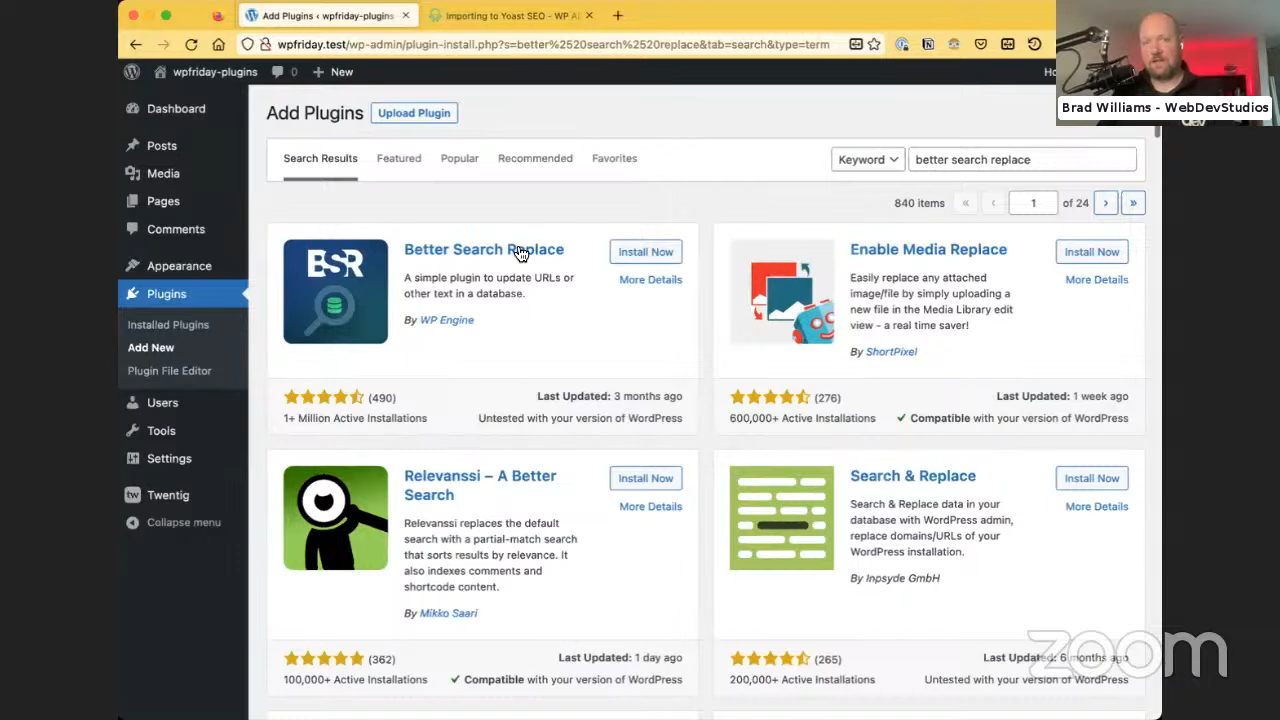 Add Plugins ‹ wpfriday-plugins
Importing to Yoast SEO - WP Al
wpfriday.test/wp-admin/plugin-install.php?s=better%2520search%2520replace&tab=search&type=term
Brad Williams - WebDevStudios
wpfriday-plugins
0
New
Ho
Dashboard
Posts
Media
Pages
Comments
Appearance
Plugins
Installed Plugins
Add New
Plugin File Editor
Users
Tools
Settings
tw
Twentig
Collapse menu
Add Plugins
Upload Plugin
Search Results
Featured
Popular
Recommended
Favorites
Keyword
better search replace
840 items
«
‹
1
of 24
›
»
BSR
Better Search Replace
Install Now
More Details
A simple plugin to update URLs or
other text in a database.
By WP Engine
(490)
Last Updated: 3 months ago
1+ Million Active Installations
Untested with your version of WordPress
Enable Media Replace
Install Now
More Details
Easily replace any attached
image/file by simply uploading a
new file in the Media Library edit
view - a real time saver!
By ShortPixel
(276)
Last Updated: 1 week ago
600,000+ Active Installations
Compatible with your version of WordPress
Relevanssi – A Better
Search
Install Now
More Details
Relevanssi replaces the default
search with a partial-match search
that sorts results by relevance. It
also indexes comments and
shortcode content.
By Mikko Saari
(362)
Last Updated: 1 day ago
100,000+ Active Installations
Compatible with your version of WordPress
Search & Replace
Install Now
More Details
Search & Replace data in your
database with WordPress admin,
replace domains/URLs of your
WordPress installation.
By Inpsyde GmbH
(265)
Last Updated: 6 months ago
200,000+ Active Installations
Untested with your version of WordPress
zoom